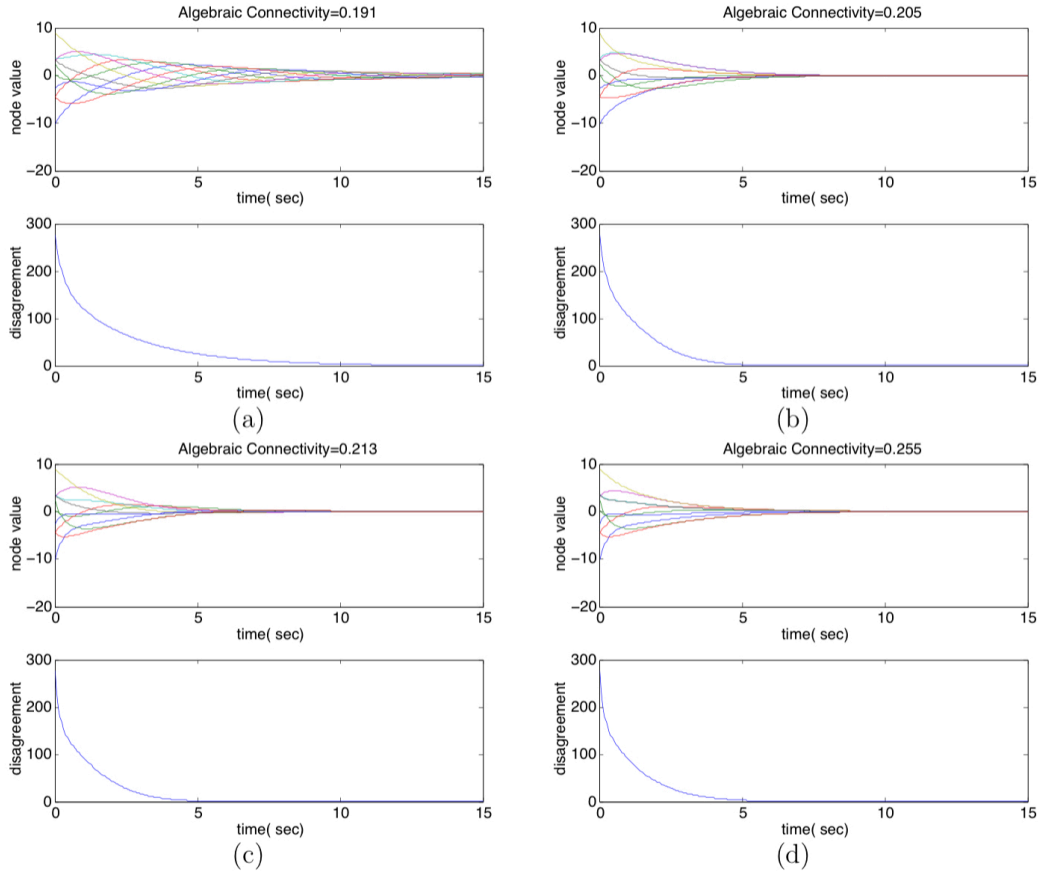 Algebraic Connectivity=0.191
10
0
−10
−20
node value
0 5 10 15
time( sec)
300
200
100
0
disagreement
0 5 10 15
time( sec)
(a)
Algebraic Connectivity=0.205
10
0
−10
−20
node value
0 5 10 15
time( sec)
300
200
100
0
disagreement
0 5 10 15
time( sec)
(b)
Algebraic Connectivity=0.213
10
0
−10
−20
node value
0 5 10 15
time( sec)
300
200
100
0
disagreement
0 5 10 15
time( sec)
(c)
Algebraic Connectivity=0.255
10
0
−10
−20
node value
0 5 10 15
time( sec)
300
200
100
0
disagreement
0 5 10 15
time( sec)
(d)